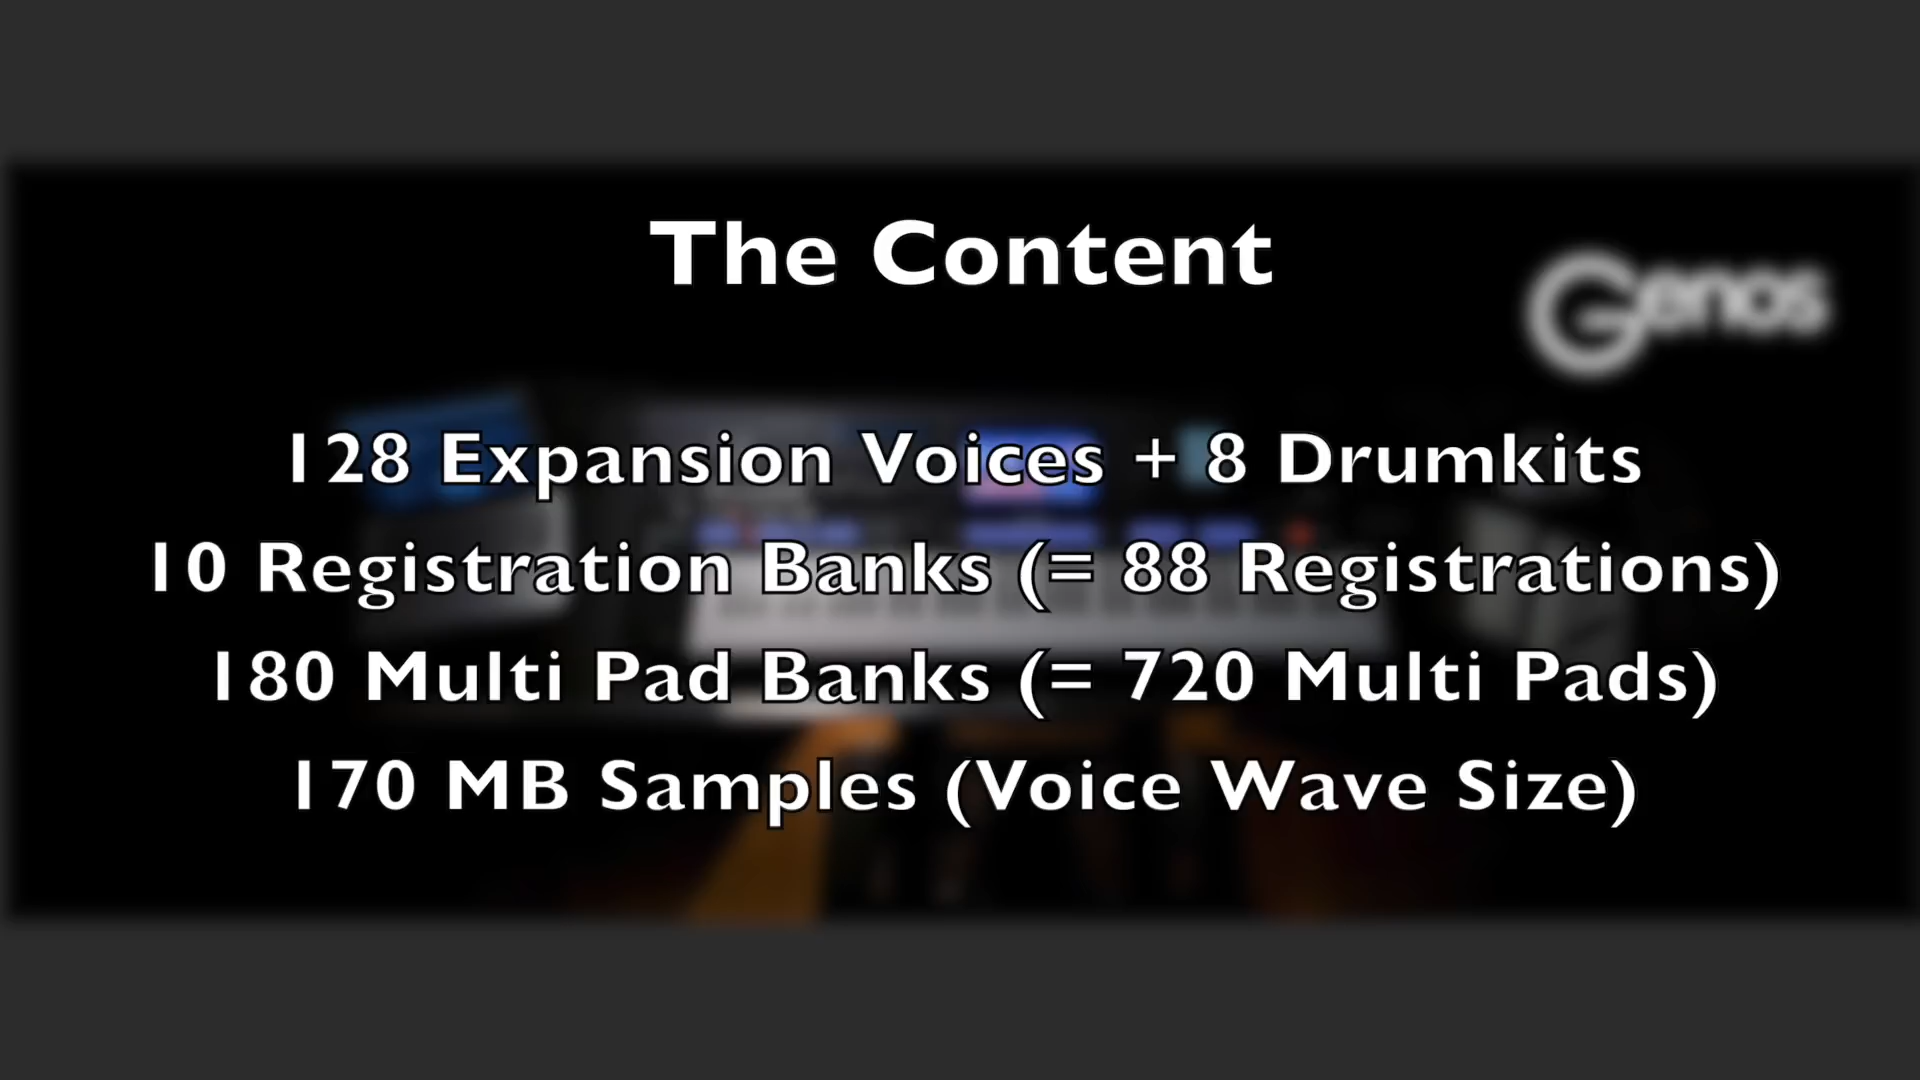 The Content
Genos
128 Expansion Voices + 8 Drumkits
10 Registration Banks (= 88 Registrations)
180 Multi Pad Banks (= 720 Multi Pads)
170 MB Samples (Voice Wave Size)